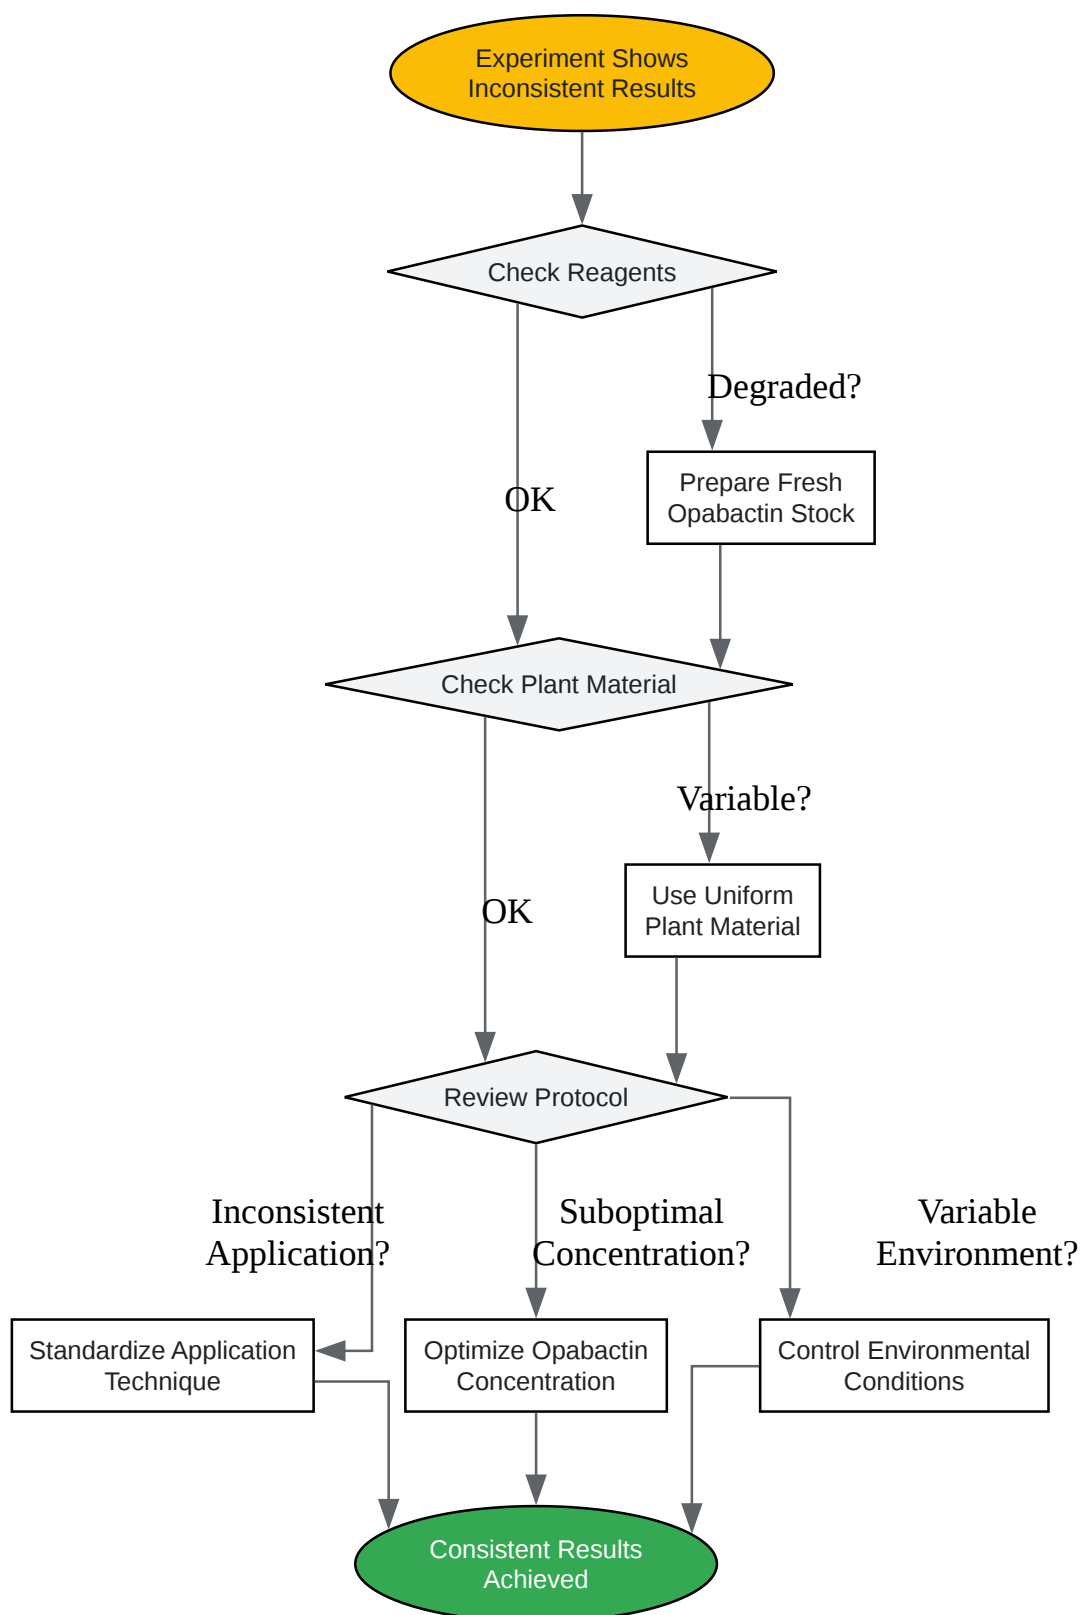 Experiment Shows
Inconsistent Results
Check Reagents
Degraded?
Prepare Fresh
Opabactin Stock
OK
Check Plant Material
Variable?
Use Uniform
Plant Material
OK
Review Protocol
Inconsistent
Application?
Suboptimal
Concentration?
Variable
Environment?
Standardize Application
Technique
Optimize Opabactin
Concentration
Control Environmental
Conditions
Consistent Results
Achieved